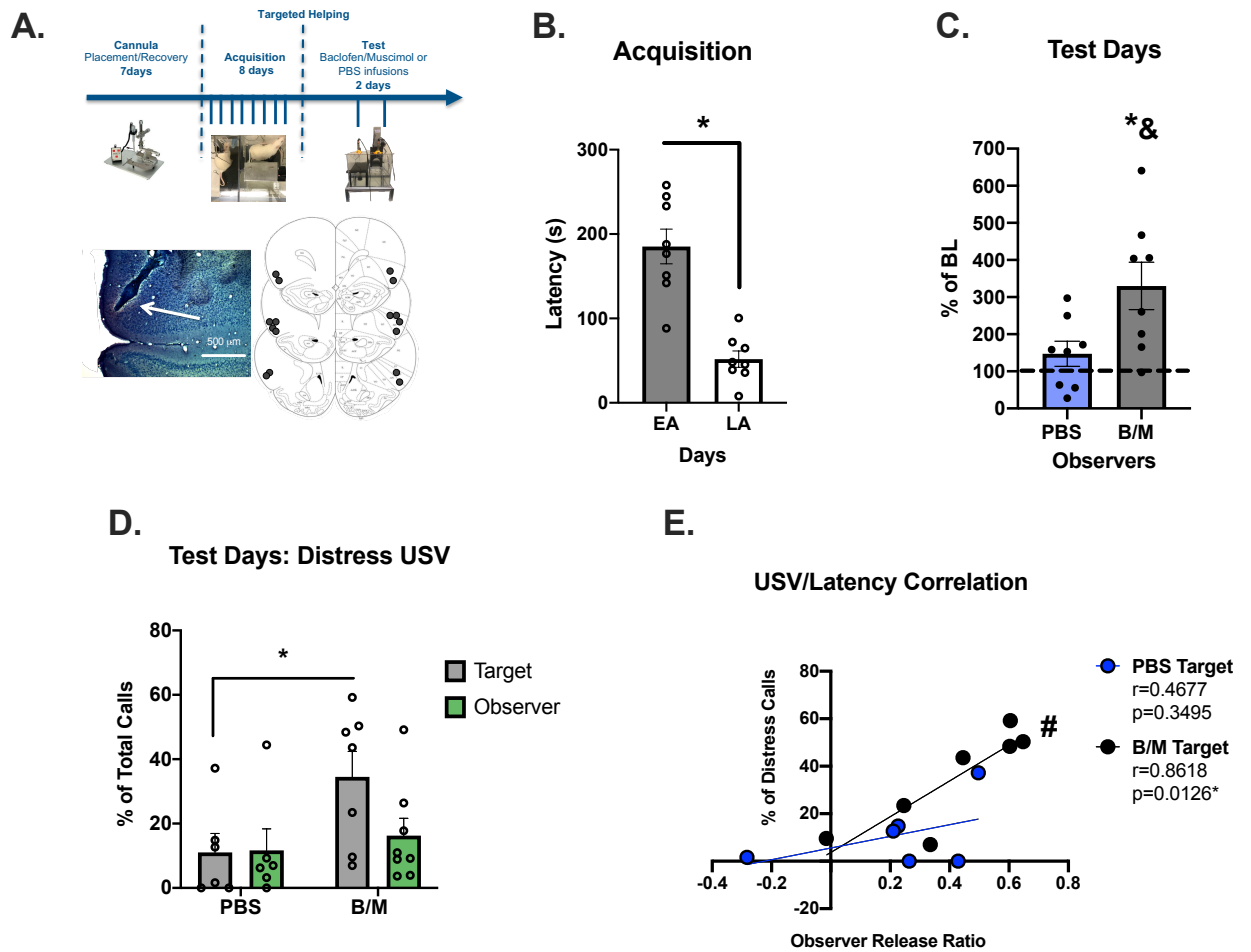 A.
Targeted Helping
Cannula
Placement/Recovery
7days
Acquisition
8 days
Test
Baclofen/Muscimol or
PBS infusions
2 days
500 μm
B.
Acquisition
*
Latency (s)
300
200
100
0
EA
LA
Days
C.
Test Days
*&
% of BL
700
600
500
400
300
200
100
0
PBS
B/M
Observers
D.
Test Days: Distress USV
*
% of Total Calls
80
60
40
20
0
PBS
B/M
Target
Observer
E.
USV/Latency Correlation
% of Distress Calls
80
60
40
20
-20
-0.4
-0.2
0.2
0.4
0.6
0.8
Observer Release Ratio
#
PBS Target
r=0.4677
p=0.3495
B/M Target
r=0.8618
p=0.0126*